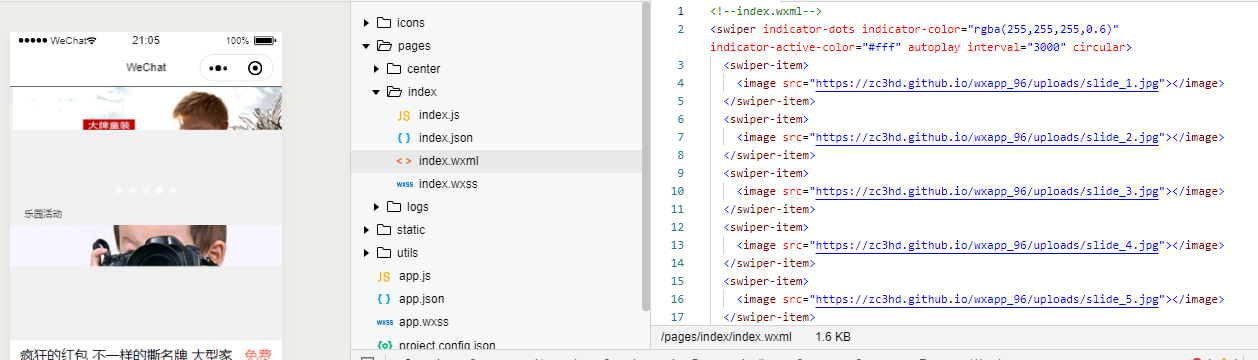 WeChat
21:05
100%
WeChat
大牌童装
乐园活动
疯狂的红包 不一样的撕名牌 大型家
免费
icons
pages
center
index
JS index.js
{ } index.json
< > index.wxml
wxss index.wxss
logs
static
utils
JS app.js
{ } app.json
wxss app.wxss
{o} project.config.json
1 <!--index.wxml-->
2 <swiper indicator-dots indicator-color="rgba(255,255,255,0.6)"
indicator-active-color="#fff" autoplay interval="3000" circular>
3 <swiper-item>
4 <image src="https://zc3hd.github.io/wxapp_96/uploads/slide_1.jpg"></image>
5 </swiper-item>
6 <swiper-item>
7 <image src="https://zc3hd.github.io/wxapp_96/uploads/slide_2.jpg"></image>
8 </swiper-item>
9 <swiper-item>
10 <image src="https://zc3hd.github.io/wxapp_96/uploads/slide_3.jpg"></image>
11 </swiper-item>
12 <swiper-item>
13 <image src="https://zc3hd.github.io/wxapp_96/uploads/slide_4.jpg"></image>
14 </swiper-item>
15 <swiper-item>
16 <image src="https://zc3hd.github.io/wxapp_96/uploads/slide_5.jpg"></image>
17 </swiper-item>
/pages/index/index.wxml 1.6 KB